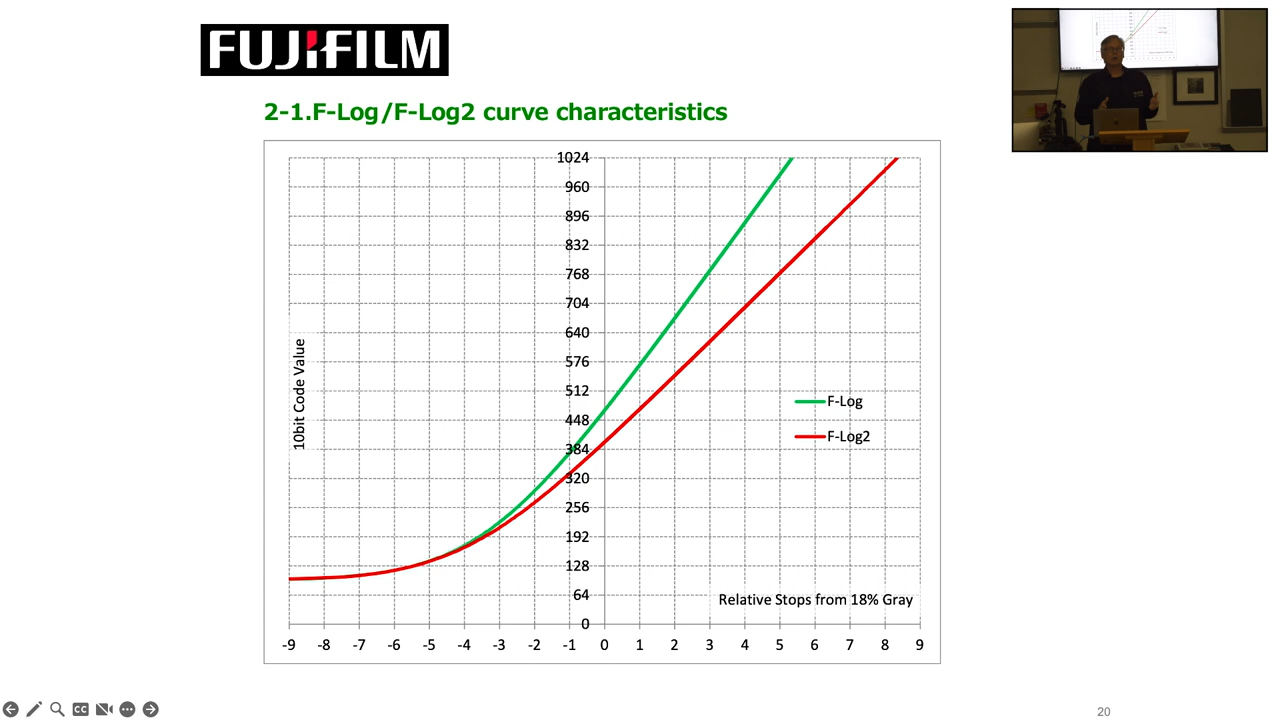 FUJIFILM
2-1.F-Log/F-Log2 curve characteristics
1024
960
896
832
768
704
640
576
512
448
384
320
256
192
128
64
0
10bit Code Value
F-Log
F-Log2
Relative Stops from 18% Gray
-9 -8 -7 -6 -5 -4 -3 -2 -1 0 1 2 3 4 5 6 7 8 9
CC
20